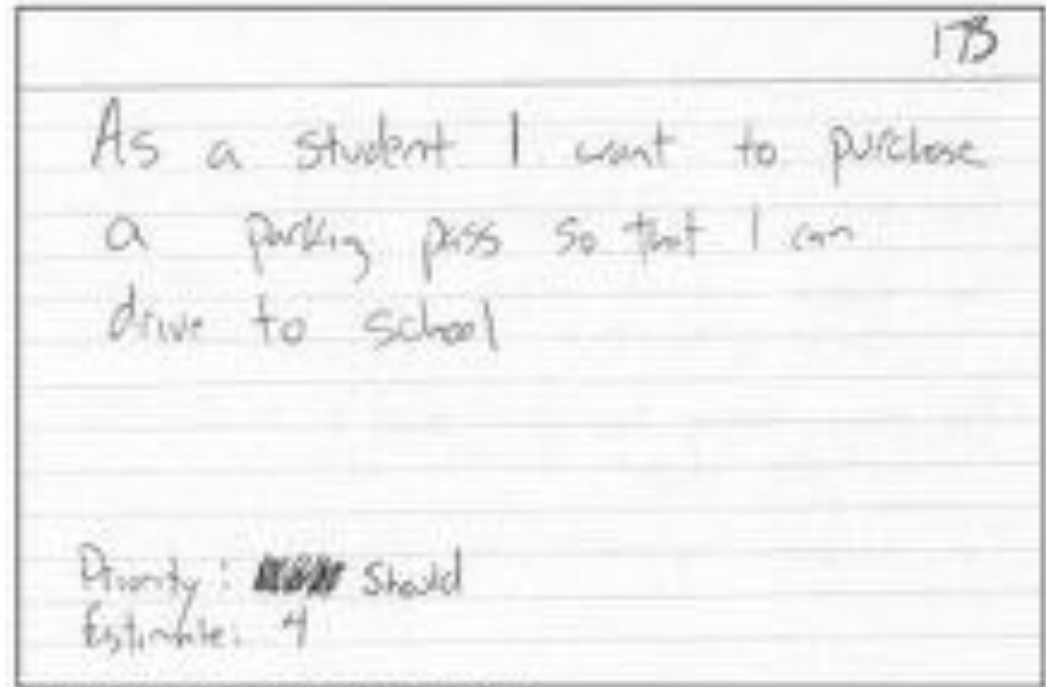 173
As a student I want to purchase
a parking pass so that I can
drive to school
Priority: Should
Estimate: 4